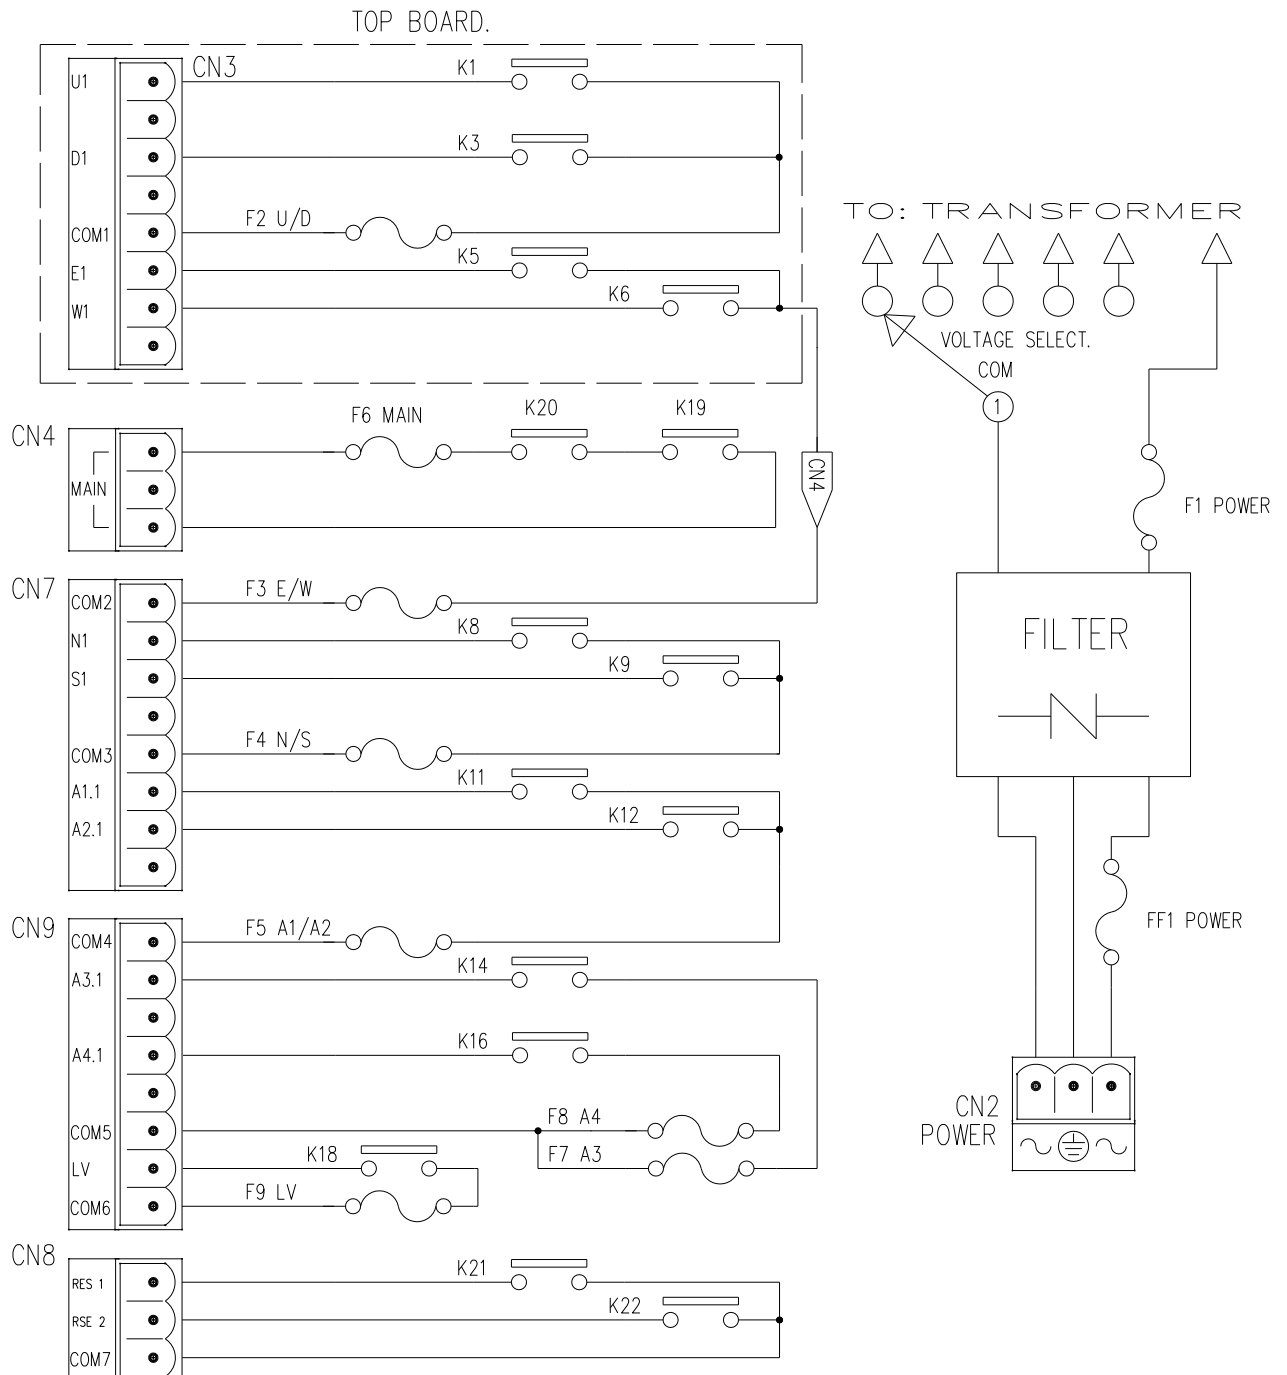 TOP BOARD.
CN3
U1
K1
D1
K3
COM1
F2 U/D
E1
K5
W1
K6
CN4
MAIN
F6 MAIN
K20
K19
CN4
CN7
COM2
F3 E/W
N1
K8
S1
K9
COM3
F4 N/S
A1.1
K11
A2.1
K12
CN9
COM4
F5 A1/A2
A3.1
K14
A4.1
K16
COM5
F8 A4
F7 A3
LV
K18
COM6
F9 LV
CN8
RES 1
K21
RSE 2
K22
COM7
TO: TRANSFORMER
VOLTAGE SELECT.
COM
1
F1 POWER
FILTER
FF1 POWER
CN2
POWER